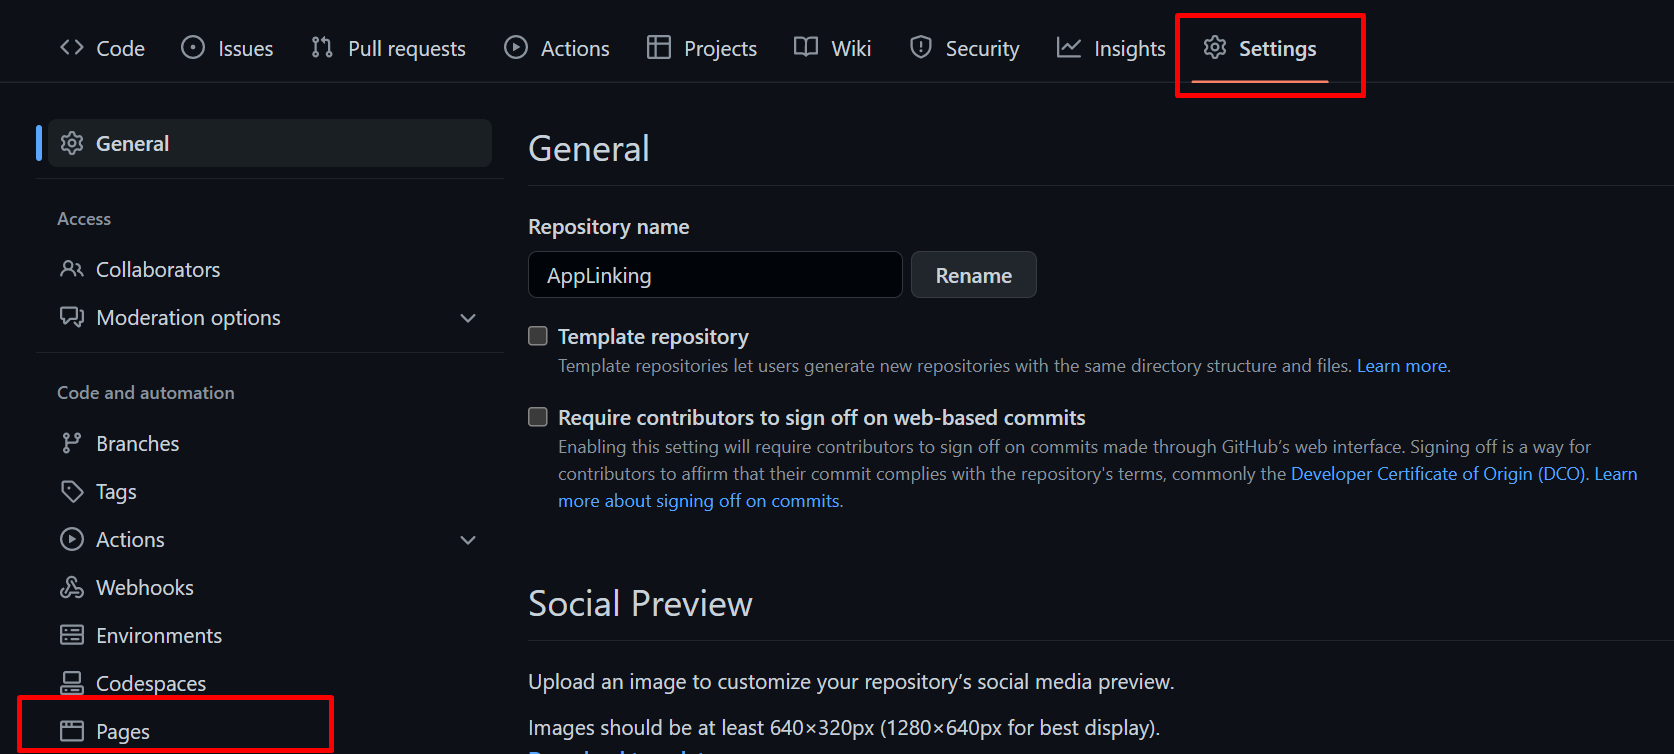 Code Issues Pull requests Actions Projects Wiki Security Insights Settings
General
Access
Collaborators
Moderation options
Code and automation
Branches
Tags
Actions
Webhooks
Environments
Codespaces
Pages
General
Repository name
AppLinking Rename
Template repository
Template repositories let users generate new repositories with the same directory structure and files. Learn more.
Require contributors to sign off on web-based commits
Enabling this setting will require contributors to sign off on commits made through GitHub’s web interface. Signing off is a way for
contributors to affirm that their commit complies with the repository's terms, commonly the Developer Certificate of Origin (DCO). Learn
more about signing off on commits.
Social Preview
Upload an image to customize your repository’s social media preview.
Images should be at least 640×320px (1280×640px for best display).